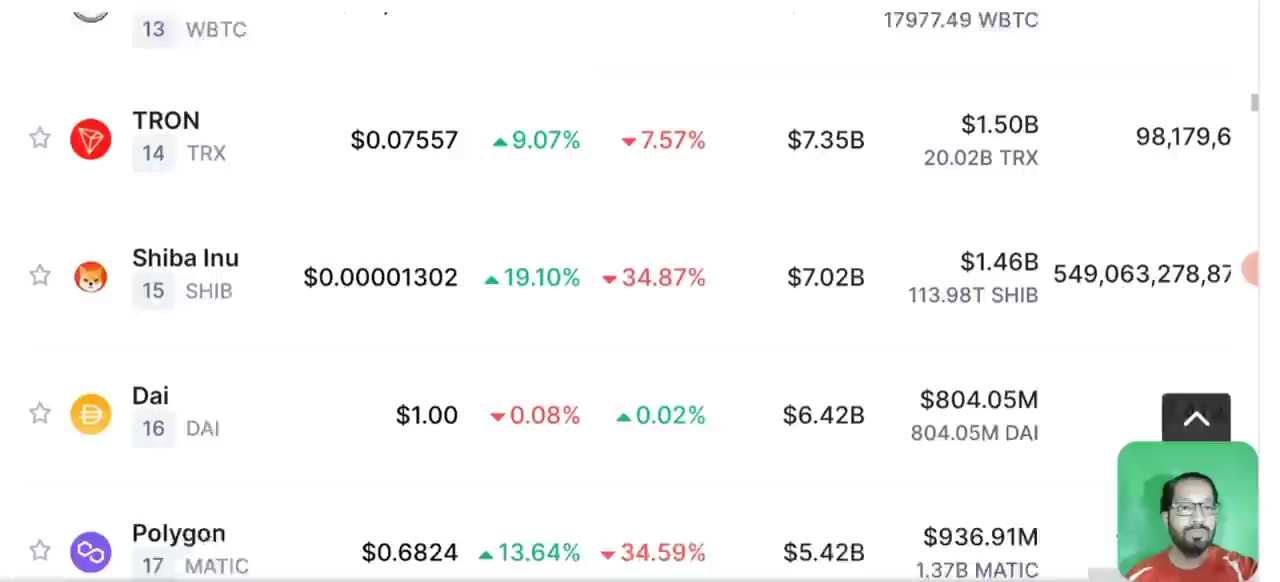 13 WBTC 17977.49 WBTC
TRON
$0.07557 9.07% 7.57% $7.35B $1.50B 98,179,6
14 TRX 20.02B TRX
Shiba Inu
$0.00001302 19.10% 34.87% $7.02B $1.46B 549,063,278,87
15 SHIB 113.98T SHIB
Dai
$1.00 0.08% 0.02% $6.42B $804.05M
16 DAI 804.05M DAI
Polygon
$0.6824 13.64% 34.59% $5.42B $936.91M
17 MATIC 1.37B MATIC